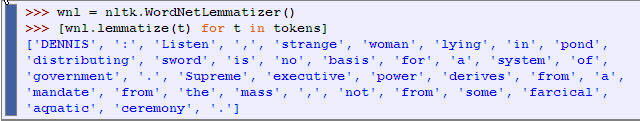 >>> wnl = nltk.WordNetLemmatizer()
>>> [wnl.lemmatize(t) for t in tokens]
['DENNIS', ':', 'Listen', ',', 'strange', 'woman', 'lying', 'in', 'pond',
'distributing', 'sword', 'is', 'no', 'basis', 'for', 'a', 'system', 'of',
'government', '.', 'Supreme', 'executive', 'power', 'derives', 'from', 'a',
'mandate', 'from', 'the', 'mass', ',', 'not', 'from', 'some', 'farcical',
'aquatic', 'ceremony', '.']